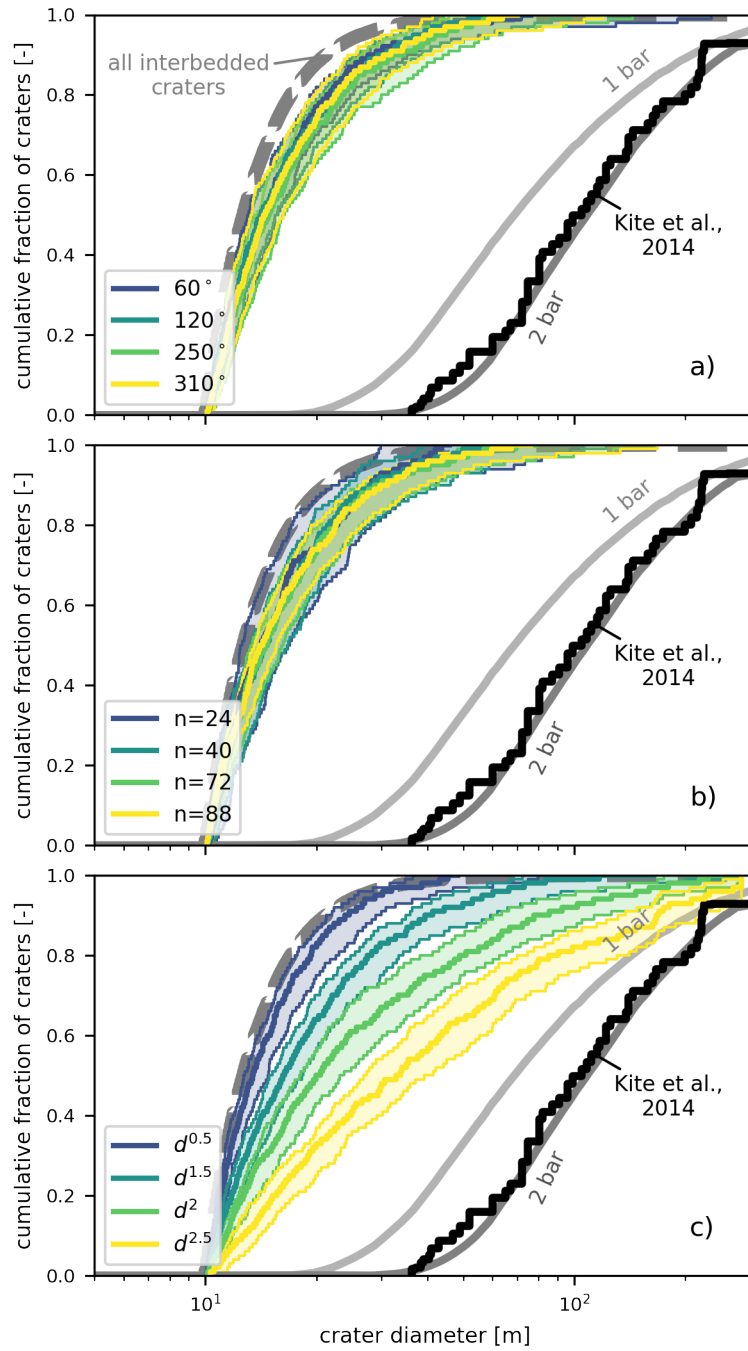 1.0
0.8
0.6
0.4
0.2
0.0
cumulative fraction of craters [-]
all interbedded
craters
1 bar
Kite et al.,
2014
2 bar
60°
120°
250°
310°
a)
1.0
0.8
0.6
0.4
0.2
0.0
cumulative fraction of craters [-]
1 bar
Kite et al.,
2014
2 bar
n=24
n=40
n=72
n=88
b)
1.0
0.8
0.6
0.4
0.2
0.0
cumulative fraction of craters [-]
1 bar
Kite et al.,
2014
2 bar
d^0.5
d^1.5
d^2
d^2.5
c)
10^1
10^2
crater diameter [m]